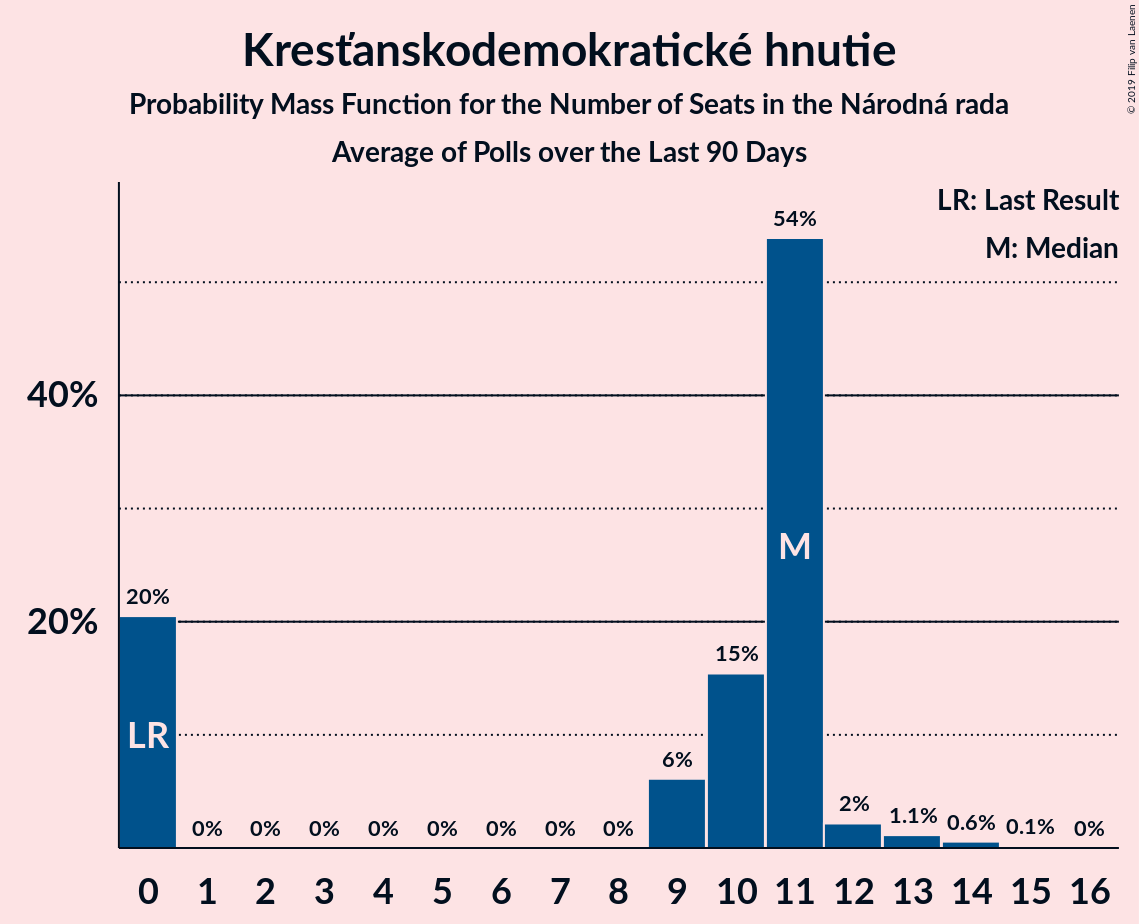 Kresťanskodemokratické hnutie
Probability Mass Function for the Number of Seats in the Národná rada
Average of Polls over the Last 90 Days
© 2019 Filip van Laenen
LR: Last Result
M: Median
54%
40%
M
20%
20%
15%
LR
6%
0% 0% 0% 0% 0% 0% 0% 0%
2%
1.1%
0.6%
0.1%
0%
0 1 2 3 4 5 6 7 8 9 10 11 12 13 14 15 16